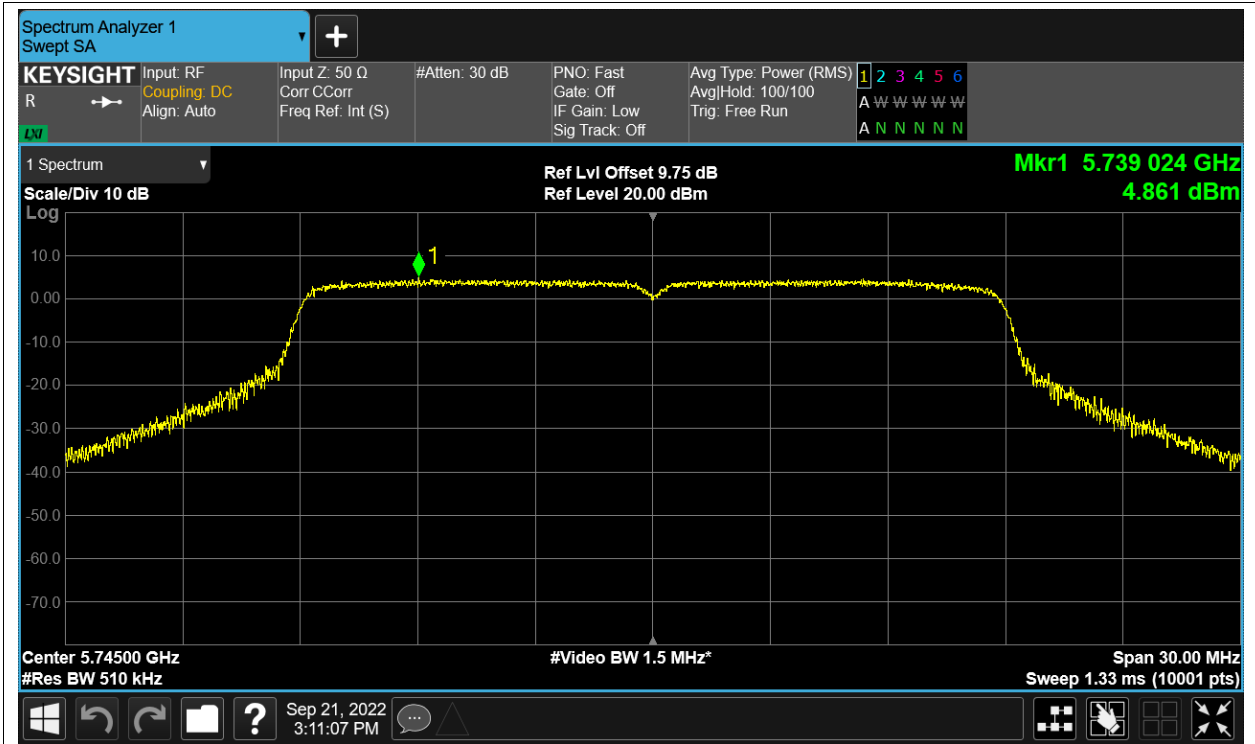 Spectrum Analyzer 1
Swept SA
+
KEYSIGHT
R
LXI
Input: RF
Coupling: DC
Align: Auto
Input Z: 50 Ω
Corr CCorr
Freq Ref: Int (S)
#Atten: 30 dB
PNO: Fast
Gate: Off
IF Gain: Low
Sig Track: Off
Avg Type: Power (RMS)
Avg|Hold: 100/100
Trig: Free Run
1 2 3 4 5 6
A W W W W W
A N N N N N
1 Spectrum
Scale/Div 10 dB
Log
Ref Lvl Offset 9.75 dB
Ref Level 20.00 dBm
Mkr1 5.739 024 GHz
4.861 dBm
1
10.0
0.00
-10.0
-20.0
-30.0
-40.0
-50.0
-60.0
-70.0
Center 5.74500 GHz
#Res BW 510 kHz
#Video BW 1.5 MHz*
Span 30.00 MHz
Sweep 1.33 ms (10001 pts)
?
Sep 21, 2022
3:11:07 PM